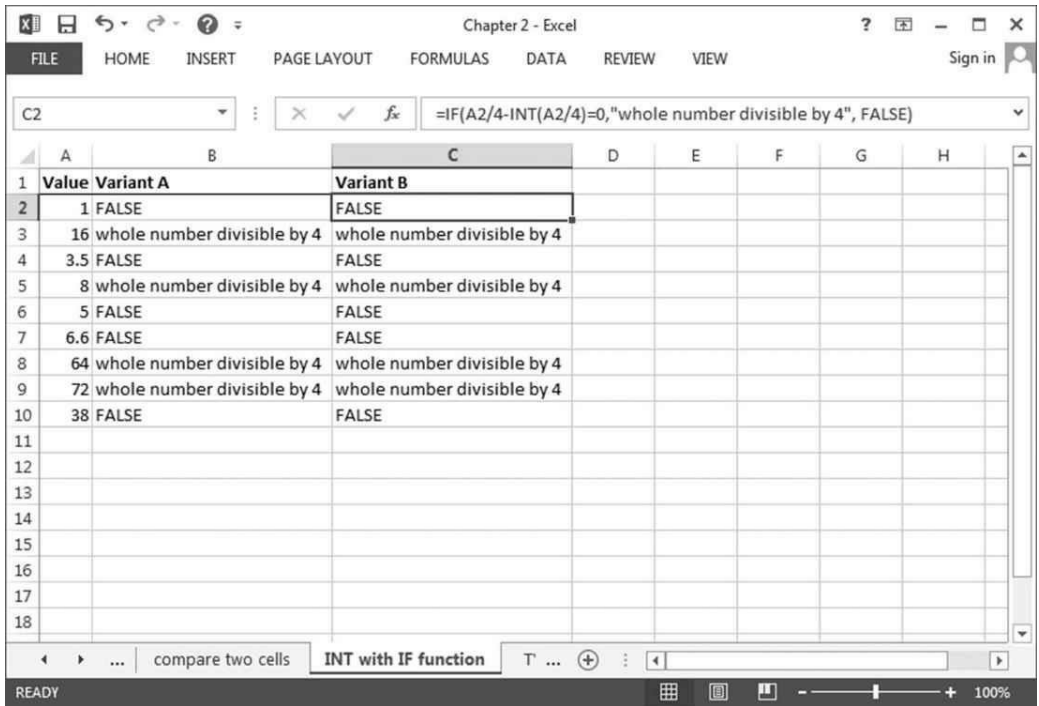 Chapter 2 - Excel
FILE HOME INSERT PAGE LAYOUT FORMULAS DATA REVIEW VIEW Sign in
C2 fx =IF(A2/4-INT(A2/4)=0,"whole number divisible by 4", FALSE)
A B C D E F G H
1 Value Variant A Variant B
2 1 FALSE FALSE
3 16 whole number divisible by 4 whole number divisible by 4
4 3.5 FALSE FALSE
5 8 whole number divisible by 4 whole number divisible by 4
6 5 FALSE FALSE
7 6.6 FALSE FALSE
8 64 whole number divisible by 4 whole number divisible by 4
9 72 whole number divisible by 4 whole number divisible by 4
10 38 FALSE FALSE
11
12
13
14
15
16
17
18
... compare two cells INT with IF function T' ...
READY 100%